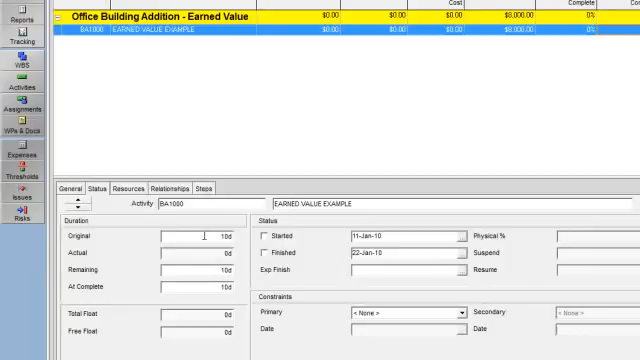 Reports
Tracking
WBS
Activities
Assignments
WPs & Docs
Expenses
Thresholds
Issues
Risks
Cost
Complete
Office Building Addition - Earned Value $0.00 $0.00 $0.00 $8,000.00 0%
BA1000 EARNED VALUE EXAMPLE $0.00 $0.00 $0.00 $8,000.00 0%
General Status Resources Relationships Steps
Activity BA1000 EARNED VALUE EXAMPLE
Duration Status
Original 10d Started 11-Jan-10 Physical %
Actual 0d Finished 22-Jan-10 Suspend
Remaining 10d Exp Finish Resume
At Complete 10d
Constraints
Total Float 0d Primary < None > Secondary < None >
Free Float 0d Date Date